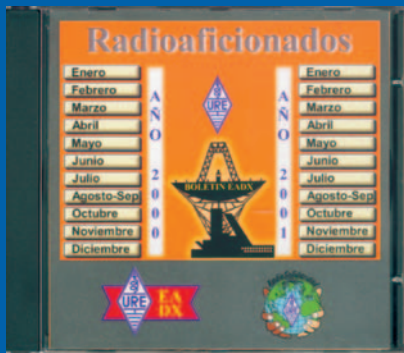 Radioaficionados
Enero
Febrero
Marzo
Abril
Mayo
Junio
Julio
Agosto-Sep
Octubre
Noviembre
Diciembre
AÑO 2000
URE
BOLETIN EADX
AÑO 2001
Enero
Febrero
Marzo
Abril
Mayo
Junio
Julio
Agosto-Sep
Octubre
Noviembre
Diciembre
URE
EA
DX